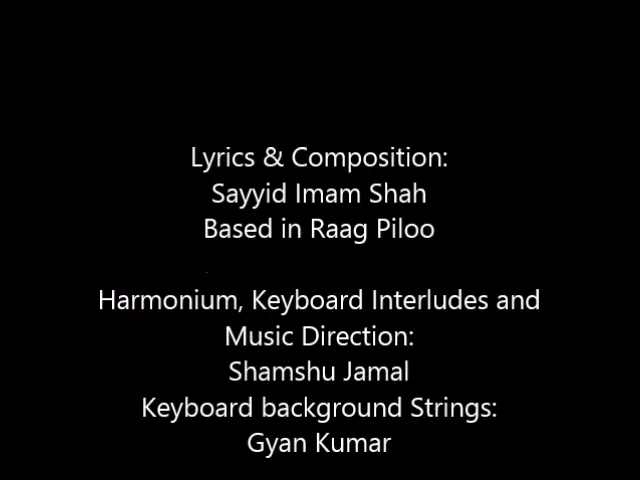 Lyrics & Composition:
Sayyid Imam Shah
Based in Raag Piloo
Harmonium, Keyboard Interludes and
Music Direction:
Shamshu Jamal
Keyboard background Strings:
Gyan Kumar